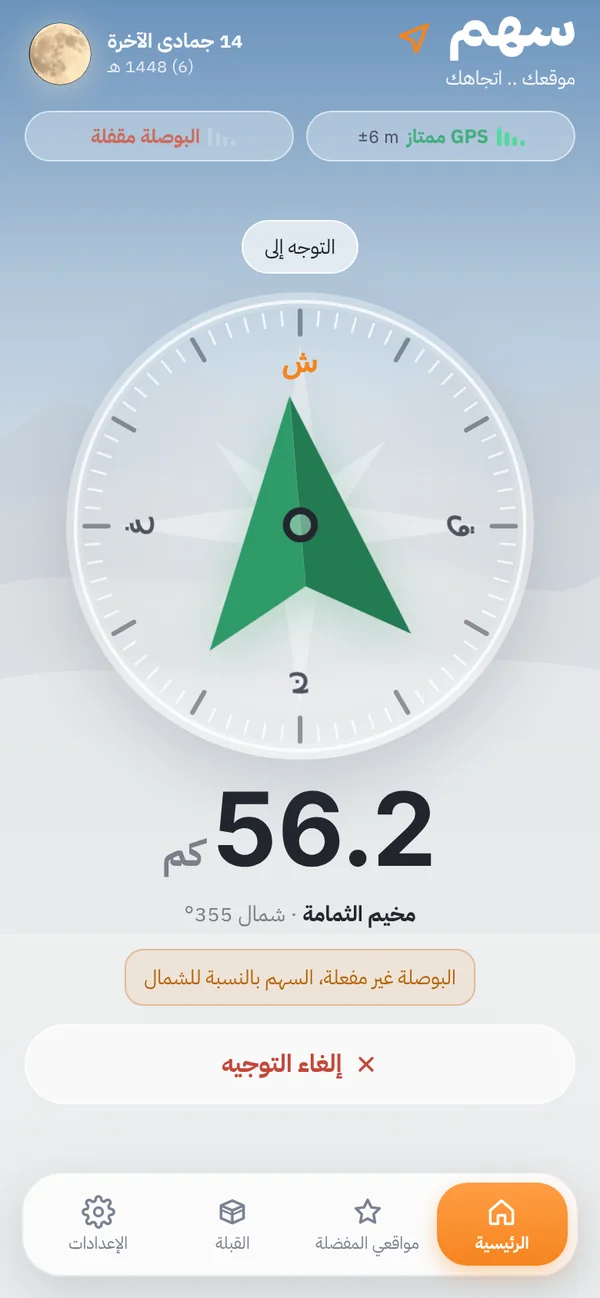 سهم
موقعك .. اتجاهك
14 جمادى الآخرة
(6) 1448 هـ
GPS ممتاز ±6 m
البوصلة مقفلة
التوجه إلى
ش
غ
ق
ج
56.2 كم
مخيم الثمامة · شمال 355°
البوصلة غير مفعلة، السهم بالنسبة للشمال
إلغاء التوجيه
الرئيسية
مواقعي المفضلة
القبلة
الإعدادات